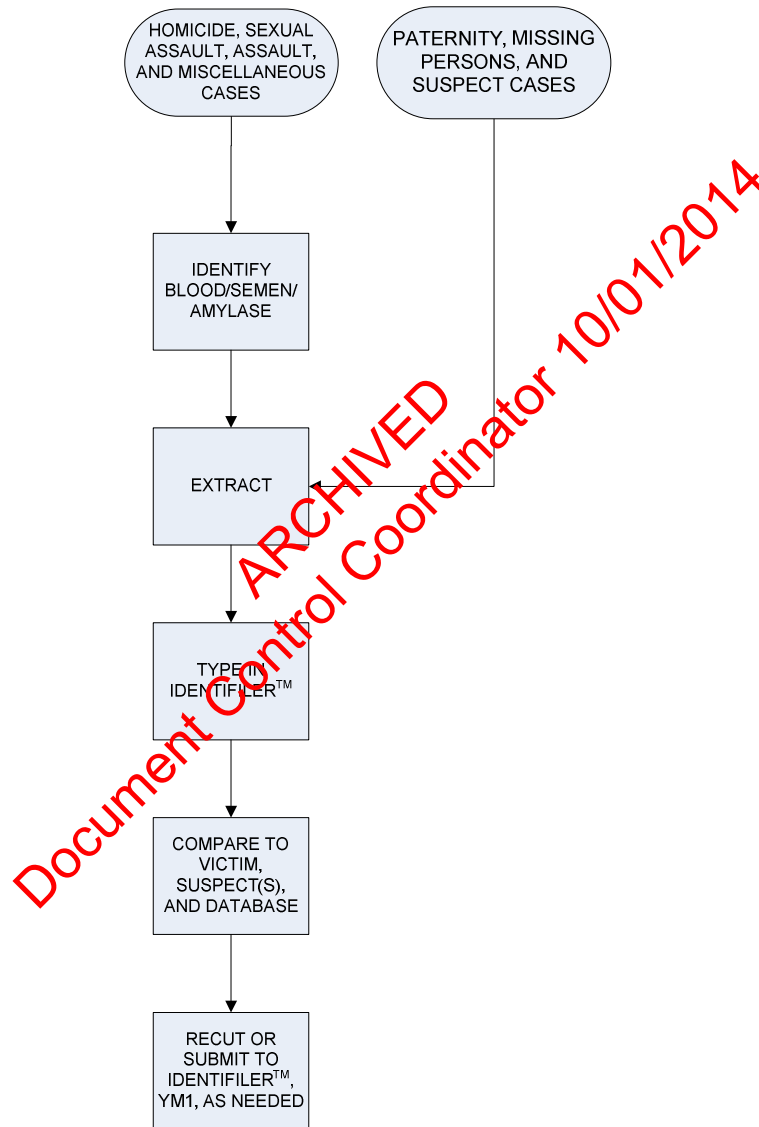 HOMICIDE, SEXUAL
ASSAULT, ASSAULT,
AND MISCELLANEOUS
CASES
PATERNITY, MISSING
PERSONS, AND
SUSPECT CASES
IDENTIFY
BLOOD/SEMEN/
AMYLASE
EXTRACT
TYPE IN
IDENTIFILER™
COMPARE TO
VICTIM,
SUSPECT(S),
AND DATABASE
RECUT OR
SUBMIT TO
IDENTIFILER™,
YM1, AS NEEDED
ARCHIVED
Document Control Coordinator 10/01/2014